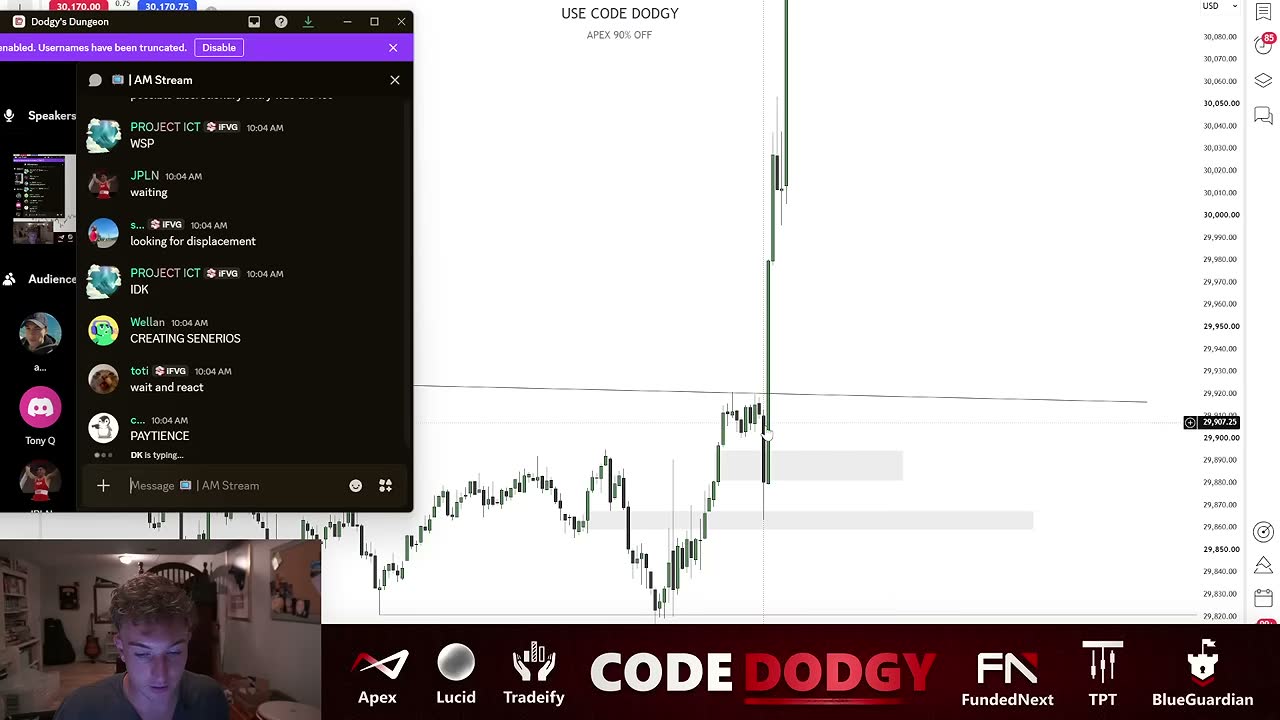 30,170.00
0.75
30,170.75
Dodgy's Dungeon
enabled. Usernames have been truncated.
Disable
| AM Stream
Speakers
Audience
a...
Tony Q
PROJECT ICT iFVG 10:04 AM
WSP
JPLN 10:04 AM
waiting
s... iFVG 10:04 AM
looking for displacement
PROJECT ICT iFVG 10:04 AM
IDK
Wellan 10:04 AM
CREATING SENERIOS
toti iFVG 10:04 AM
wait and react
c... 10:04 AM
PAYTIENCE
DK is typing...
Message | AM Stream
USE CODE DODGY
APEX 90% OFF
USD
30,080.00
30,070.00
30,060.00
30,050.00
30,040.00
30,030.00
30,020.00
30,010.00
30,000.00
29,990.00
29,980.00
29,970.00
29,960.00
29,950.00
29,940.00
29,930.00
29,920.00
29,907.25
29,900.00
29,890.00
29,880.00
29,870.00
29,860.00
29,850.00
29,840.00
29,830.00
29,820.00
85
Apex
Lucid
Tradeify
CODE DODGY
FN
FundedNext
TPT
BlueGuardian